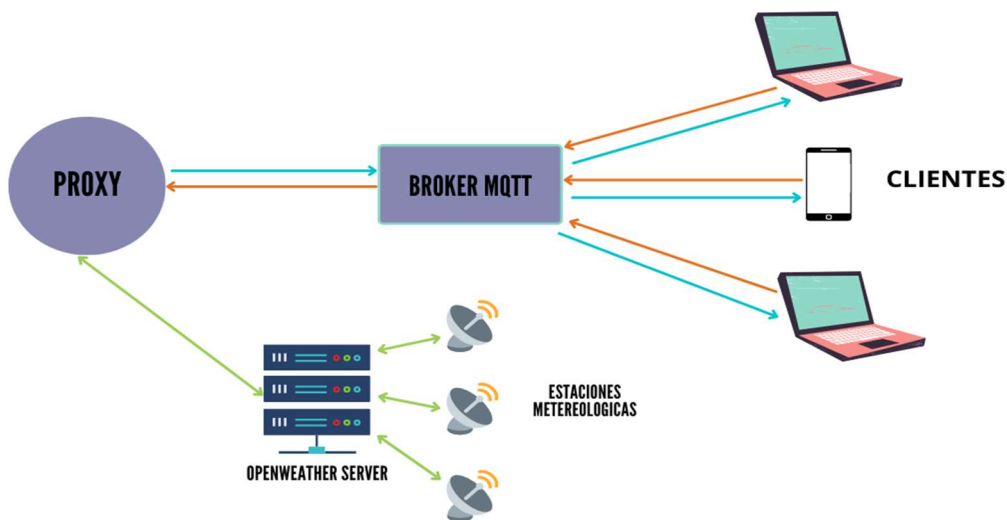 PROXY
BROKER MQTT
CLIENTES
ESTACIONES
METEREOLOGICAS
OPENWEATHER SERVER